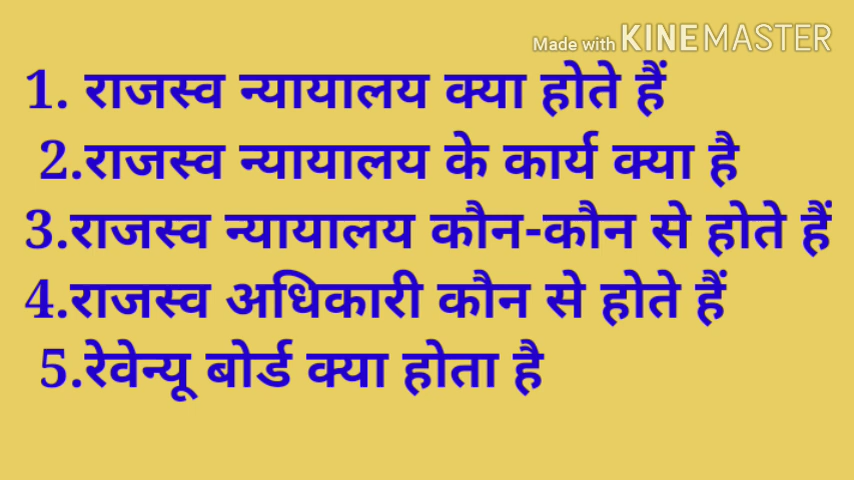 Made with KINEMASTER
1. राजस्व न्यायालय क्या होते हैं
2.राजस्व न्यायालय के कार्य क्या है
3.राजस्व न्यायालय कौन-कौन से होते हैं
4.राजस्व अधिकारी कौन से होते हैं
5.रेवेन्यू बोर्ड क्या होता है